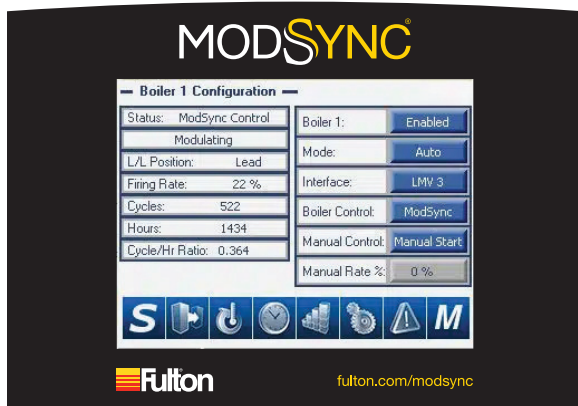 MODSYNC®
Boiler 1 Configuration
Status: ModSync Control
Modulating
L/L Position: Lead
Firing Rate: 22 %
Cycles: 522
Hours: 1434
Cycle/Hr Ratio: 0.364
Boiler 1: Enabled
Mode: Auto
Interface: LMV 3
Boiler Control: ModSync
Manual Control: Manual Start
Manual Rate %: 0 %
S M
Fulton
fulton.com/modsync